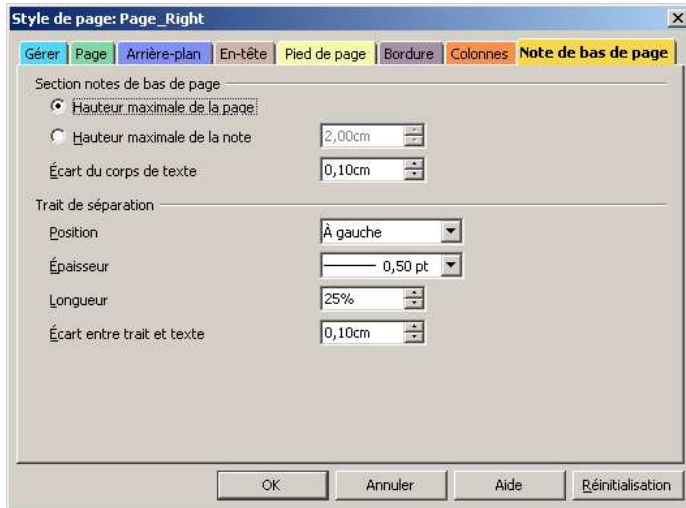 Style de page: Page_Right
Gérer Page Arrière-plan En-tête Pied de page Bordure Colonnes Note de bas de page
Section notes de bas de page
Hauteur maximale de la page
Hauteur maximale de la note 2,00cm
Écart du corps de texte 0,10cm
Trait de séparation
Position À gauche
Épaisseur 0,50 pt
Longueur 25%
Écart entre trait et texte 0,10cm
OK Annuler Aide Réinitialisation